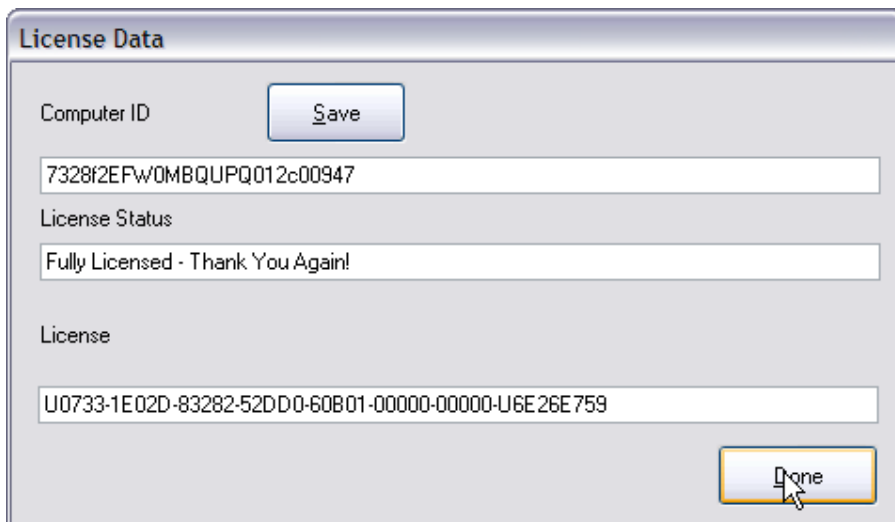 License Data
Computer ID
Save
7328f2EFW0MBQUPQ012c00947
License Status
Fully Licensed - Thank You Again!
License
U0733-1E02D-83282-52DD0-60B01-00000-00000-U6E26E759
Done